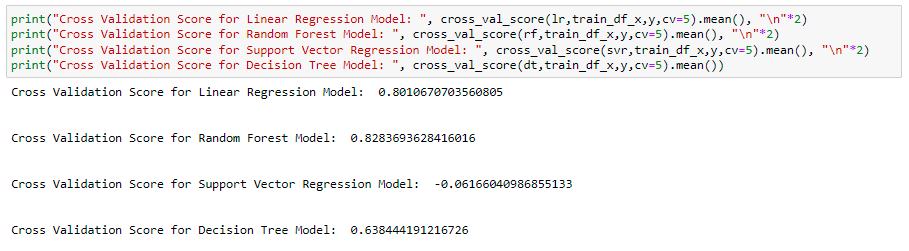 print("Cross Validation Score for Linear Regression Model: ", cross_val_score(lr,train_df_x,y,cv=5).mean(), "\n"*2)
print("Cross Validation Score for Random Forest Model: ", cross_val_score(rf,train_df_x,y,cv=5).mean(), "\n"*2)
print("Cross Validation Score for Support Vector Regression Model: ", cross_val_score(svr,train_df_x,y,cv=5).mean(), "\n"*2)
print("Cross Validation Score for Decision Tree Model: ", cross_val_score(dt,train_df_x,y,cv=5).mean())
Cross Validation Score for Linear Regression Model:  0.8010670703560805
Cross Validation Score for Random Forest Model:  0.8283693628416016
Cross Validation Score for Support Vector Regression Model:  -0.06166040986855133
Cross Validation Score for Decision Tree Model:  0.638444191216726